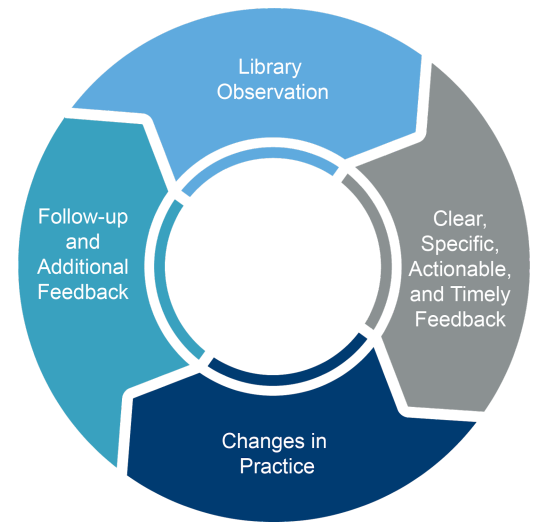 Library
Observation
Clear,
Specific,
Actionable,
and Timely
Feedback
Changes in
Practice
Follow-up
and
Additional
Feedback